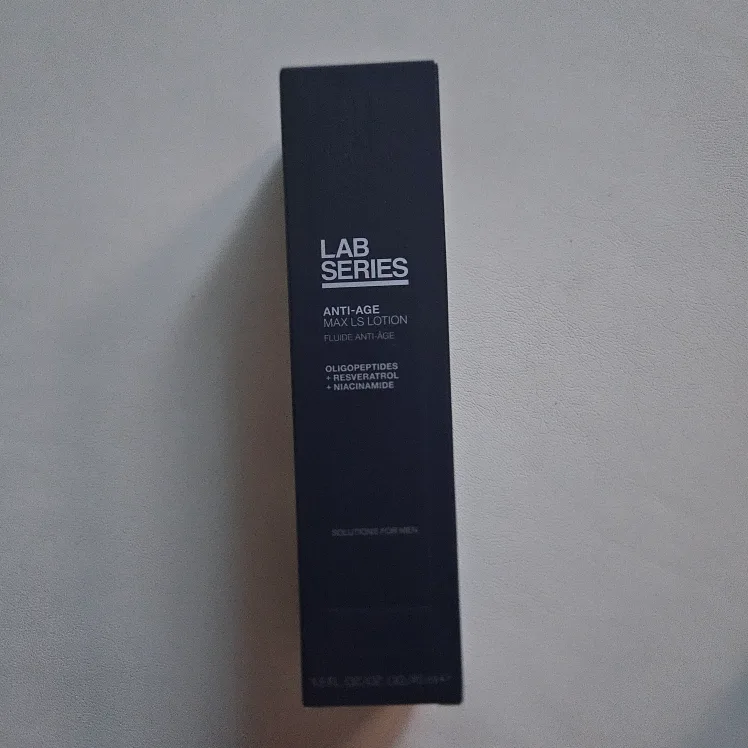 LAB
SERIES
ANTI-AGE
MAX LS LOTION
FLUIDE ANTI-ÂGE
OLIGOPEPTIDES
+ RESVERATROL
+ NIACINAMIDE
SOLUTIONS FOR MEN